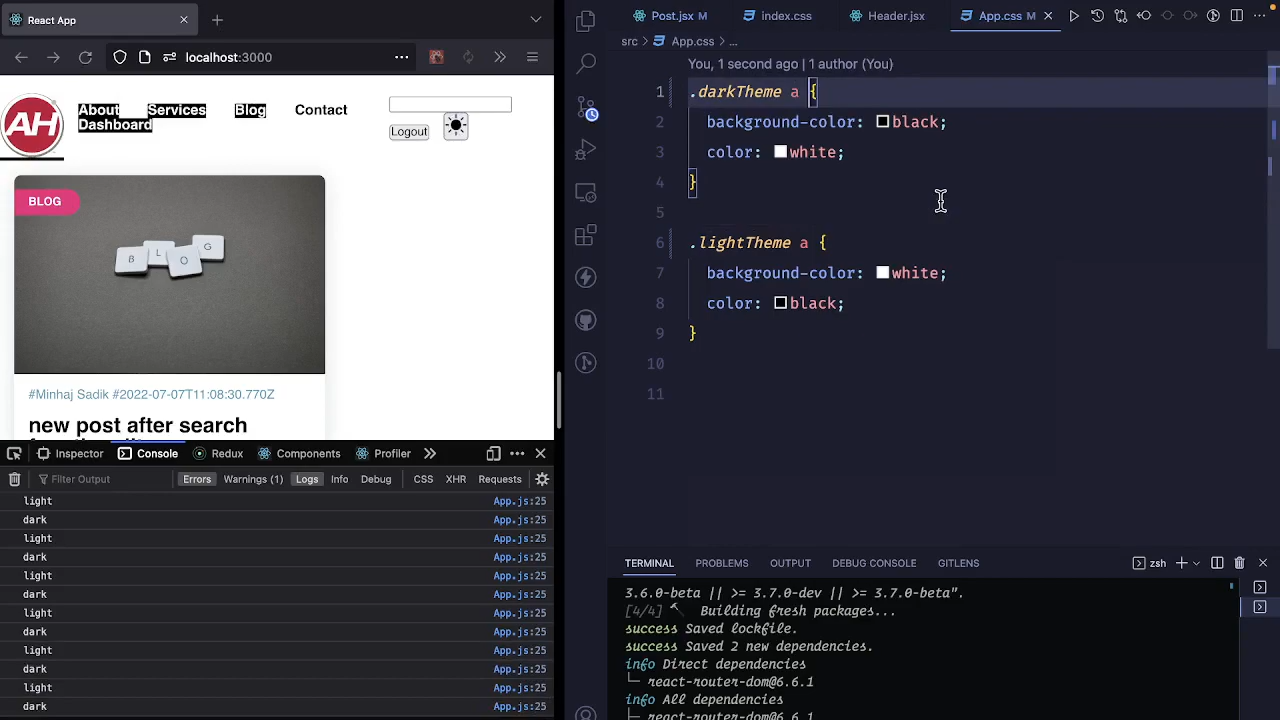 React App
localhost:3000
AH
About Services Blog Contact
Dashboard
Logout
BLOG
B L O G
#Minhaj Sadik #2022-07-07T11:08:30.770Z
new post after search
Inspector Console Redux Components Profiler
Filter Output Errors Warnings (1) Logs Info Debug CSS XHR Requests
light App.js:25
dark App.js:25
light App.js:25
dark App.js:25
light App.js:25
dark App.js:25
light App.js:25
dark App.js:25
light App.js:25
dark App.js:25
light App.js:25
dark App.js:25
Post.jsx M index.css Header.jsx App.css M
src > App.css > ...
You, 1 second ago | 1 author (You)
1 .darkTheme a {
2 background-color: black;
3 color: white;
4 }
5
6 .lightTheme a {
7 background-color: white;
8 color: black;
9 }
10
11
TERMINAL PROBLEMS OUTPUT DEBUG CONSOLE GITLENS zsh
3.6.0-beta || >= 3.7.0-dev || >= 3.7.0-beta".
[4/4] Building fresh packages...
success Saved lockfile.
success Saved 2 new dependencies.
info Direct dependencies
└─ react-router-dom@6.6.1
info All dependencies
react-router-dom@6.6.1